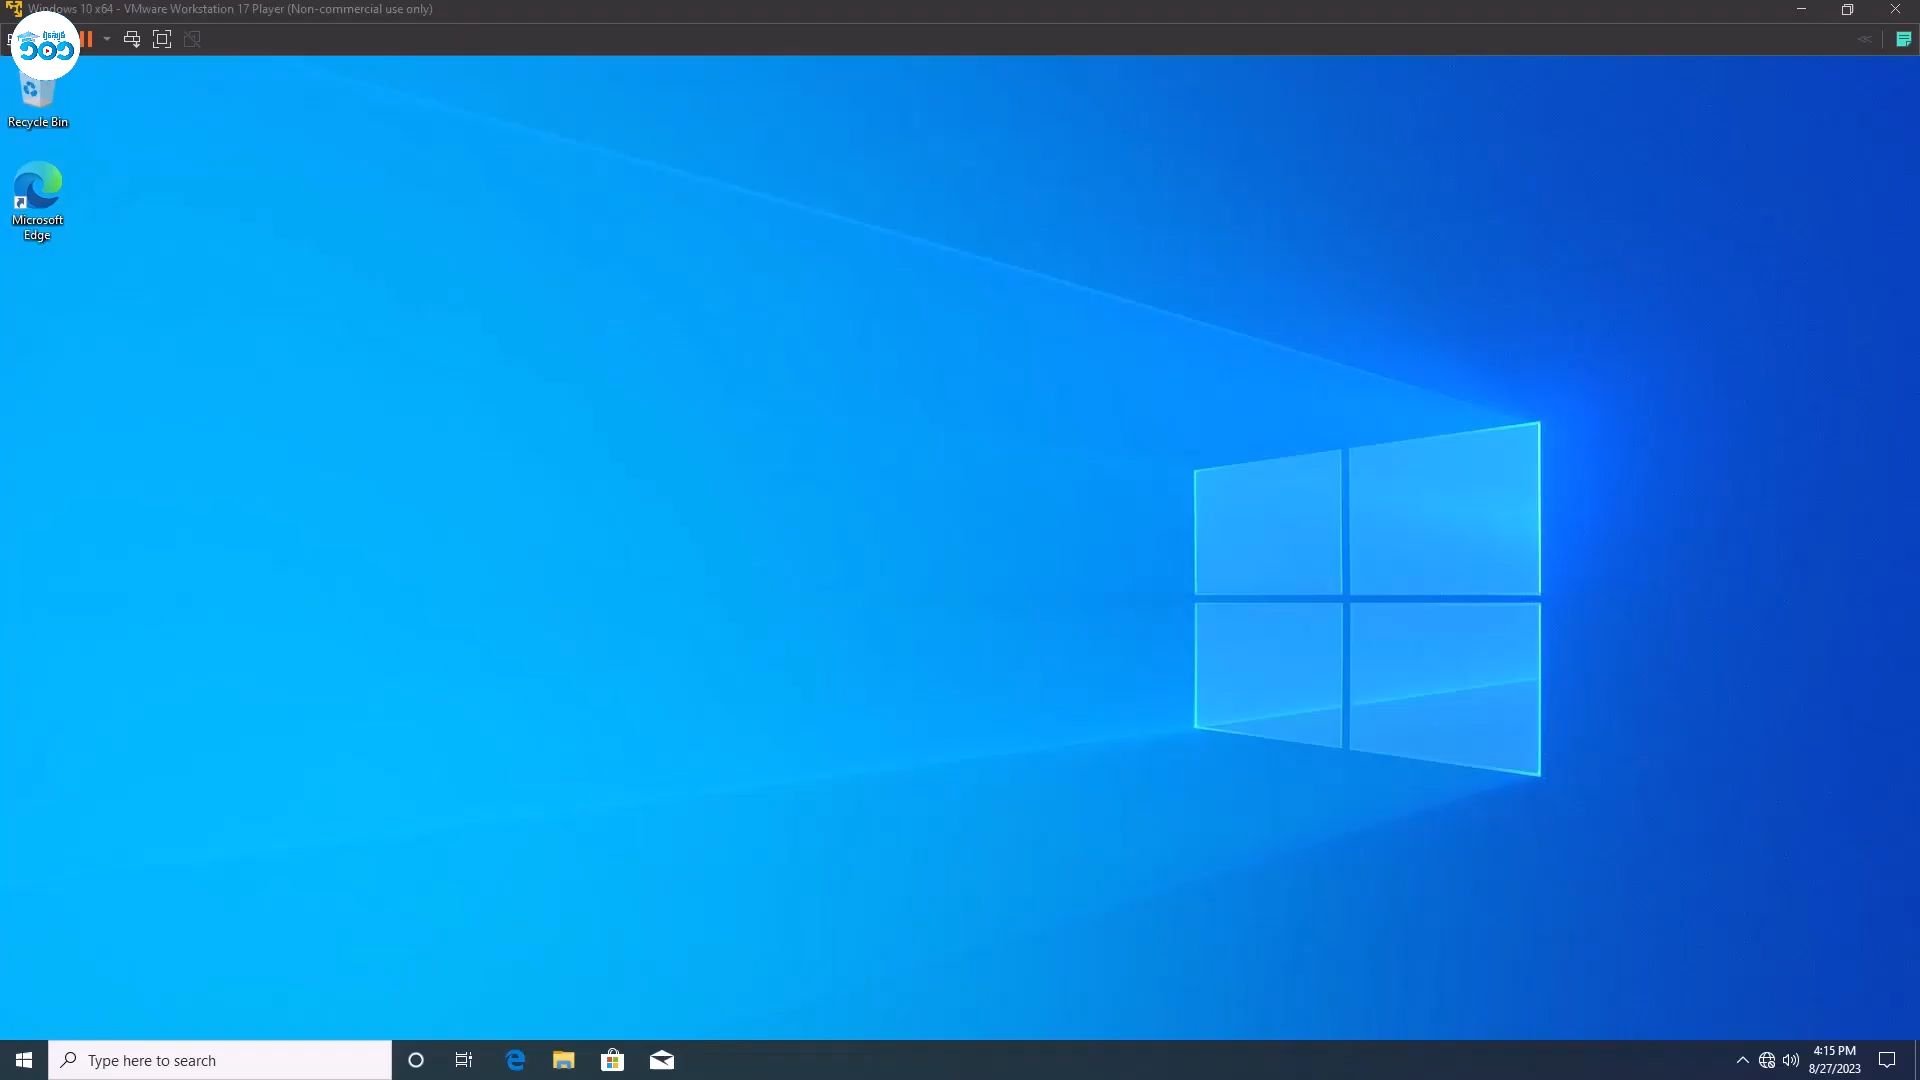 Windows 10 x64 - VMware Workstation 17 Player (Non-commercial use only)
Recycle Bin
Microsoft
Edge
Type here to search
4:15 PM
8/27/2023